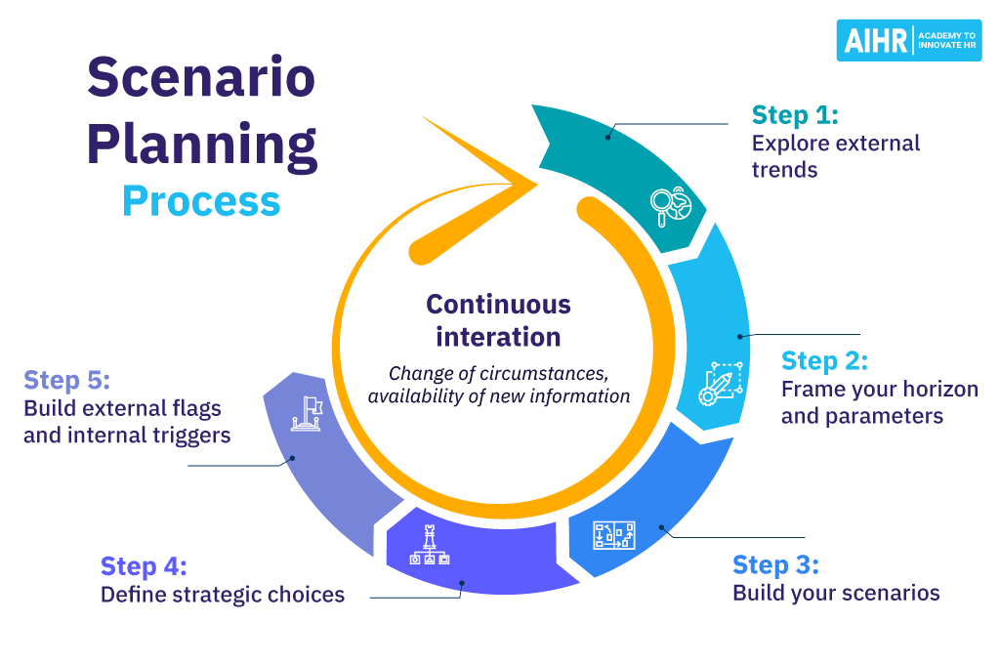 Scenario
Planning
Process
AIHR
ACADEMY TO
INNOVATE HR
Step 1:
Explore external
trends
Step 2:
Frame your horizon
and parameters
Step 3:
Build your scenarios
Step 4:
Define strategic choices
Step 5:
Build external flags
and internal triggers
Continuous
interation
Change of circumstances,
availability of new information